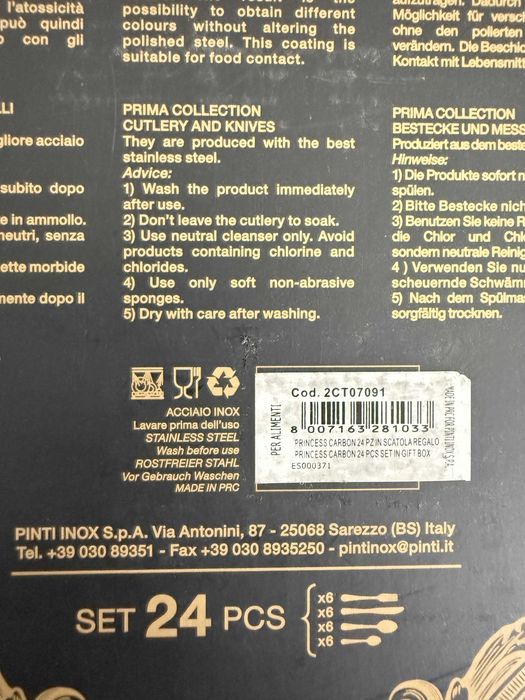 l'atossicità
può quindi
o con gli
possibility to obtain different
colours without altering the
polished steel. This coating is
suitable for food contact.
aufzutragen. Dadurch
Möglichkeit für versc
ohne den polierten
verändern. Die Beschic
Kontakt mit Lebensmitt
LLI
gliore acciaio
subito dopo
e in ammollo.
neutri, senza
ette morbide
mente dopo il
PRIMA COLLECTION
CUTLERY AND KNIVES
They are produced with the best
stainless steel.
Advice:
1) Wash the product immediately
after use.
2) Don't leave the cutlery to soak.
3) Use neutral cleanser only. Avoid
products containing chlorine and
chlorides.
4) Use only soft non-abrasive
sponges.
5) Dry with care after washing.
PRIMA COLLECTION
BESTECKE UND MESS
Produziert aus dem beste
Hinweise:
1) Die Produkte sofort n
spülen.
2) Bitte Bestecke nich
3) Benutzen Sie keine R
die Chlor und Chl
sondern neutrale Reinig
4 ) Verwenden Sie nu
scheuernde Schwämm
5) Nach dem Spülmas
sorgfältig trocknen.
ACCIAIO INOX
Lavare prima dell'uso
STAINLESS STEEL
Wash before use
ROSTFREIER STAHL
Vor Gebrauch Waschen
MADE IN PRC
PER ALIMENTI
Cod. 2CT07091
8 007163 281033
PRINCESS CARBON 24 PZ IN SCATOLA REGALO
PRINCESS CARBON 24 PCS SET IN GIFT BOX
ES000371
MADE IN PRC FOR PINTI INOX S.P.A.
PINTI INOX S.p.A. Via Antonini, 87 - 25068 Sarezzo (BS) Italy
Tel. +39 030 89351 - Fax +39 030 8935250 - pintinox@pinti.it
SET 24 PCS
x6
x6
x6
x6